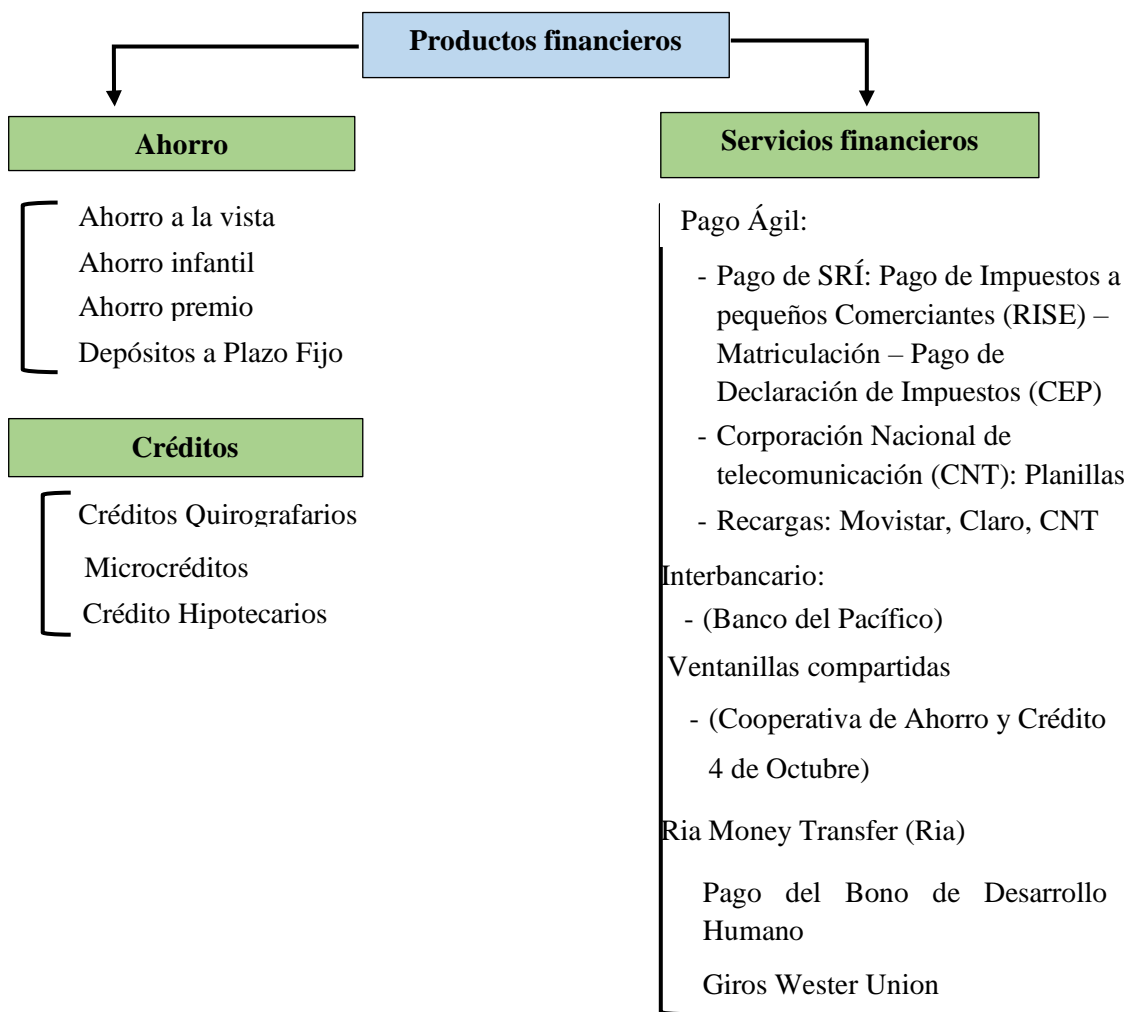 Productos financieros
Ahorro
Ahorro a la vista
Ahorro infantil
Ahorro premio
Depósitos a Plazo Fijo
Créditos
Créditos Quirografarios
Microcréditos
Crédito Hipotecarios
Servicios financieros
Pago Ágil:
- Pago de SRÍ: Pago de Impuestos a
pequeños Comerciantes (RISE) –
Matriculación – Pago de
Declaración de Impuestos (CEP)
- Corporación Nacional de
telecomunicación (CNT): Planillas
- Recargas: Movistar, Claro, CNT
Interbancario:
- (Banco del Pacífico)
Ventanillas compartidas
- (Cooperativa de Ahorro y Crédito
4 de Octubre)
Ria Money Transfer (Ria)
Pago del Bono de Desarrollo
Humano
Giros Wester Union